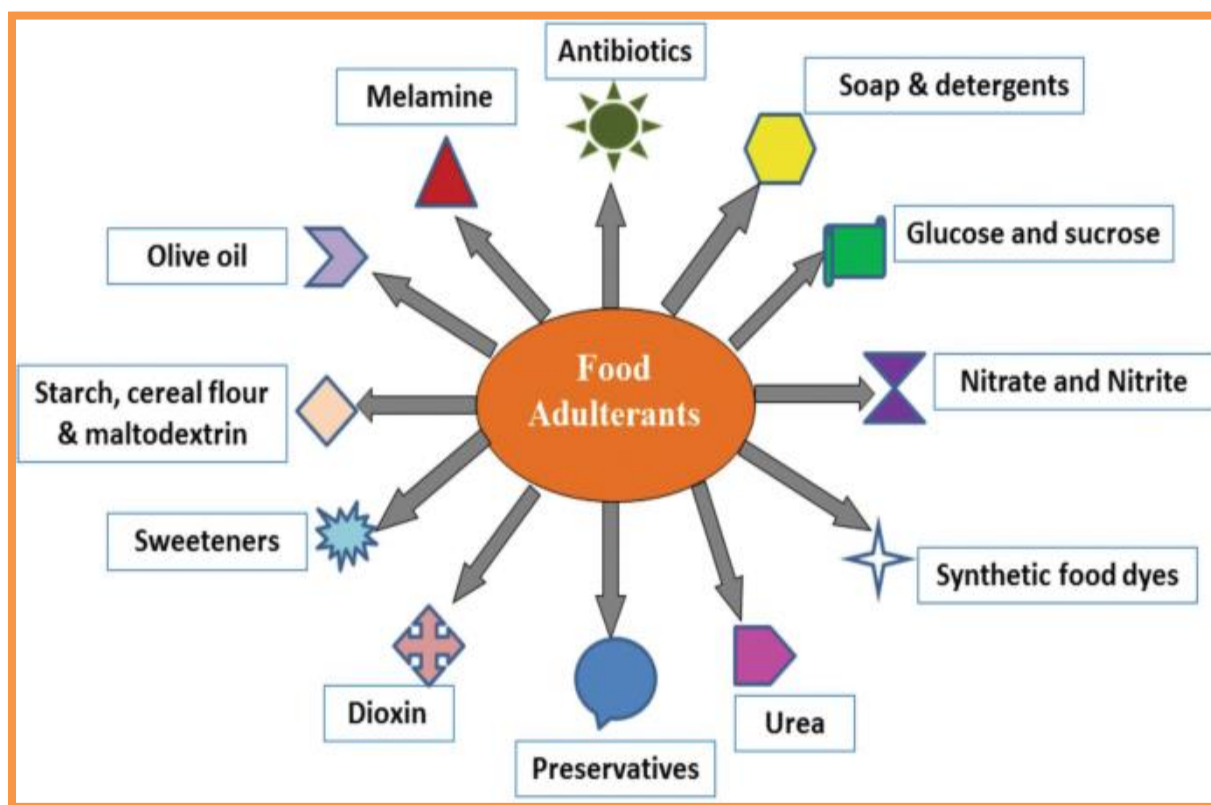 Antibiotics
Soap & detergents
Melamine
Glucose and sucrose
Olive oil
Food
Adulterants
Nitrate and Nitrite
Starch, cereal flour
& maltodextrin
Sweeteners
Synthetic food dyes
Dioxin
Urea
Preservatives